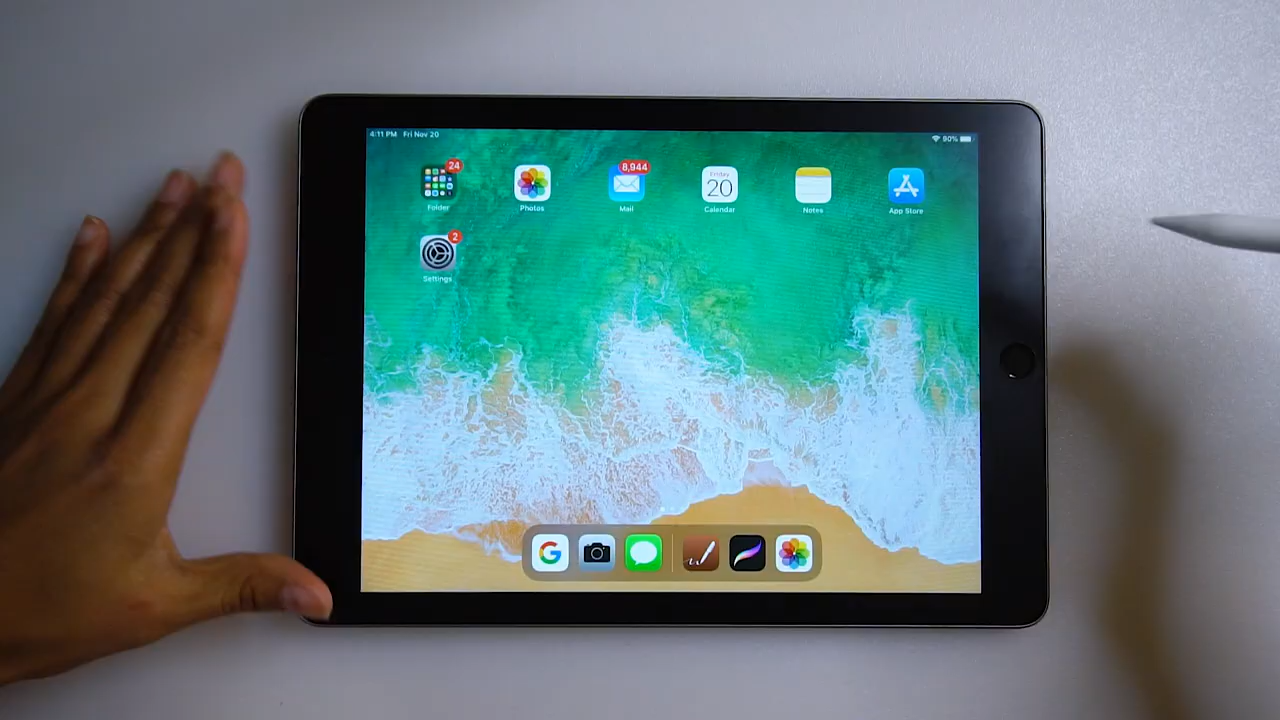 4:11 PM Fri Nov 20
90%
24
8,944
Friday
20
Folder
Photos
Mail
Calendar
Notes
App Store
2
Settings
G